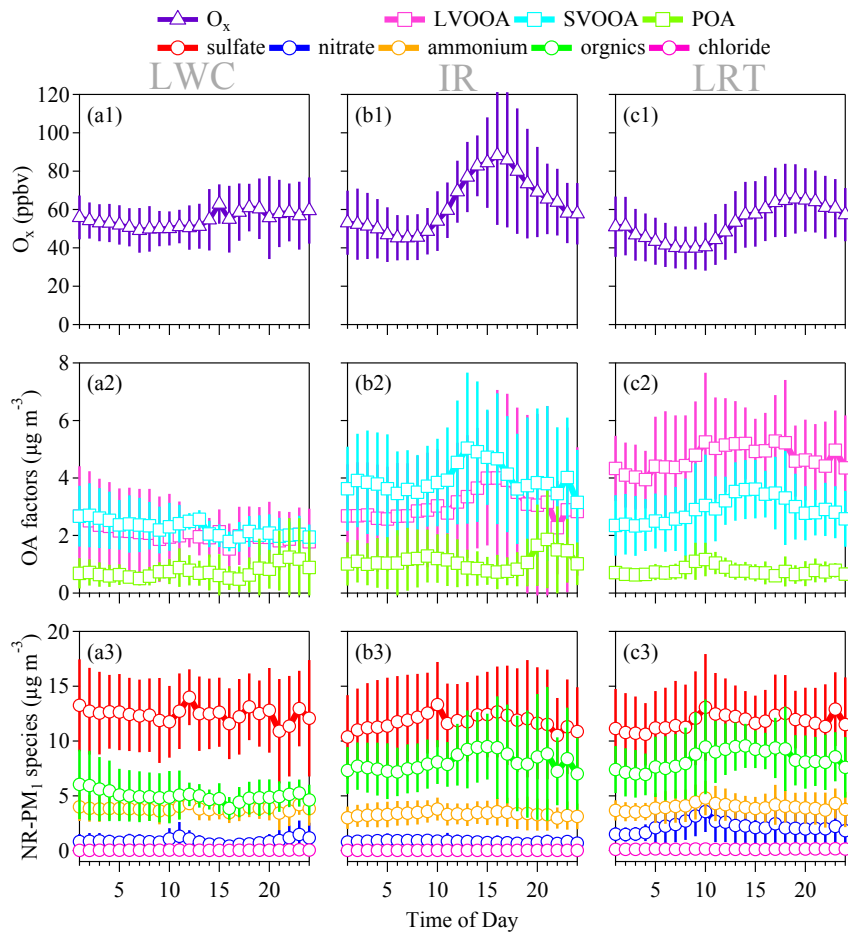 Oₓ LVOOA SVOOA POA
sulfate nitrate ammonium orgnics chloride
LWC IR LRT
(a1) (b1) (c1)
120
100
80
60
40
20
0
Oₓ (ppbv)
(a2) (b2) (c2)
8
6
4
2
0
OA factors (µg m⁻³)
(a3) (b3) (c3)
20
15
10
5
0
NR-PM₁ species (µg m⁻³)
5 10 15 20 5 10 15 20 5 10 15 20
Time of Day